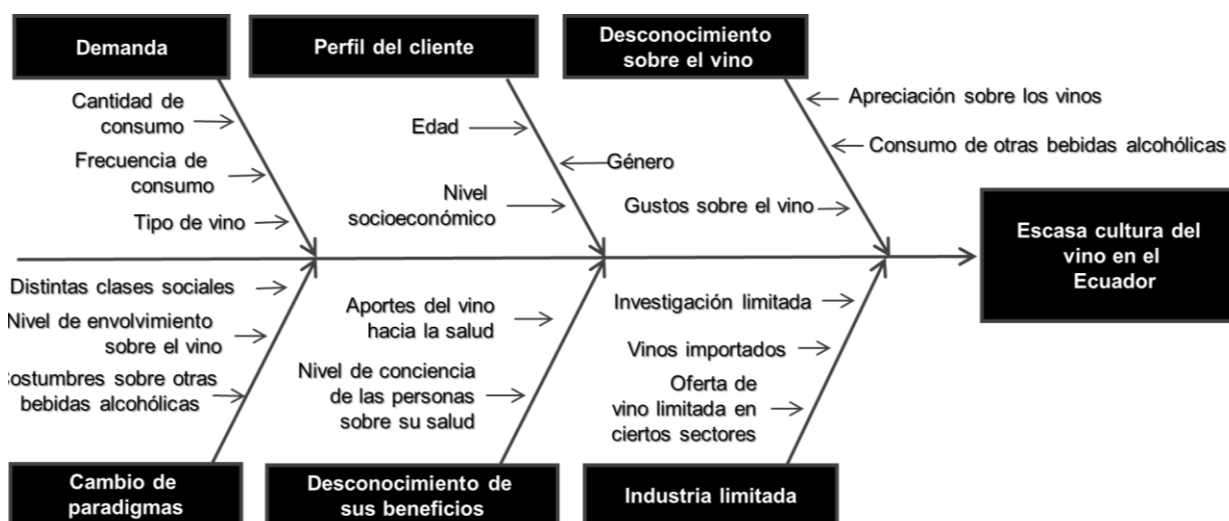 Demanda
Perfil del cliente
Desconocimiento
sobre el vino
Cantidad de
consumo
Frecuencia de
consumo
Tipo de vino
Edad
Género
Nivel
socioeconómico
Apreciación sobre los vinos
Consumo de otras bebidas alcohólicas
Gustos sobre el vino
Escasa cultura del
vino en el
Ecuador
Distintas clases sociales
Nivel de envolvimiento
sobre el vino
Costumbres sobre otras
bebidas alcohólicas
Aportes del vino
hacia la salud
Nivel de conciencia
de las personas
sobre su salud
Investigación limitada
Vinos importados
Oferta de
vino limitada en
ciertos sectores
Cambio de
paradigmas
Desconocimiento de
sus beneficios
Industria limitada